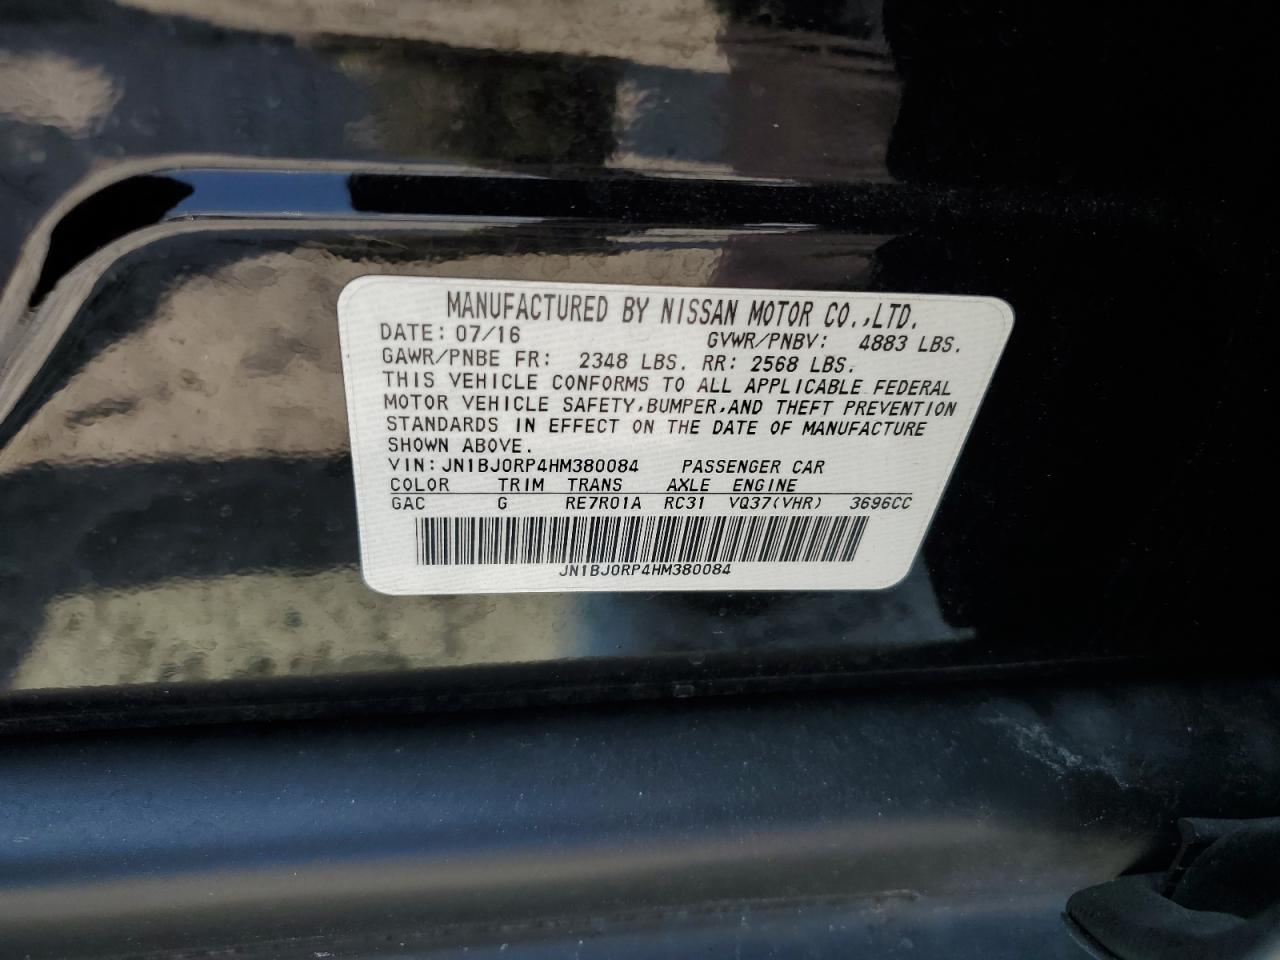 MANUFACTURED BY NISSAN MOTOR CO.,LTD.
DATE: 07/16 GVWR/PNBV: 4883 LBS.
GAWR/PNBE FR: 2348 LBS. RR: 2568 LBS.
THIS VEHICLE CONFORMS TO ALL APPLICABLE FEDERAL
MOTOR VEHICLE SAFETY,BUMPER,AND THEFT PREVENTION
STANDARDS IN EFFECT ON THE DATE OF MANUFACTURE
SHOWN ABOVE.
VIN:JN1BJ0RP4HM380084 PASSENGER CAR
COLOR TRIM TRANS AXLE ENGINE
GAC G RE7R01A RC31 VQ37(VHR) 3696CC
JN1BJ0RP4HM380084